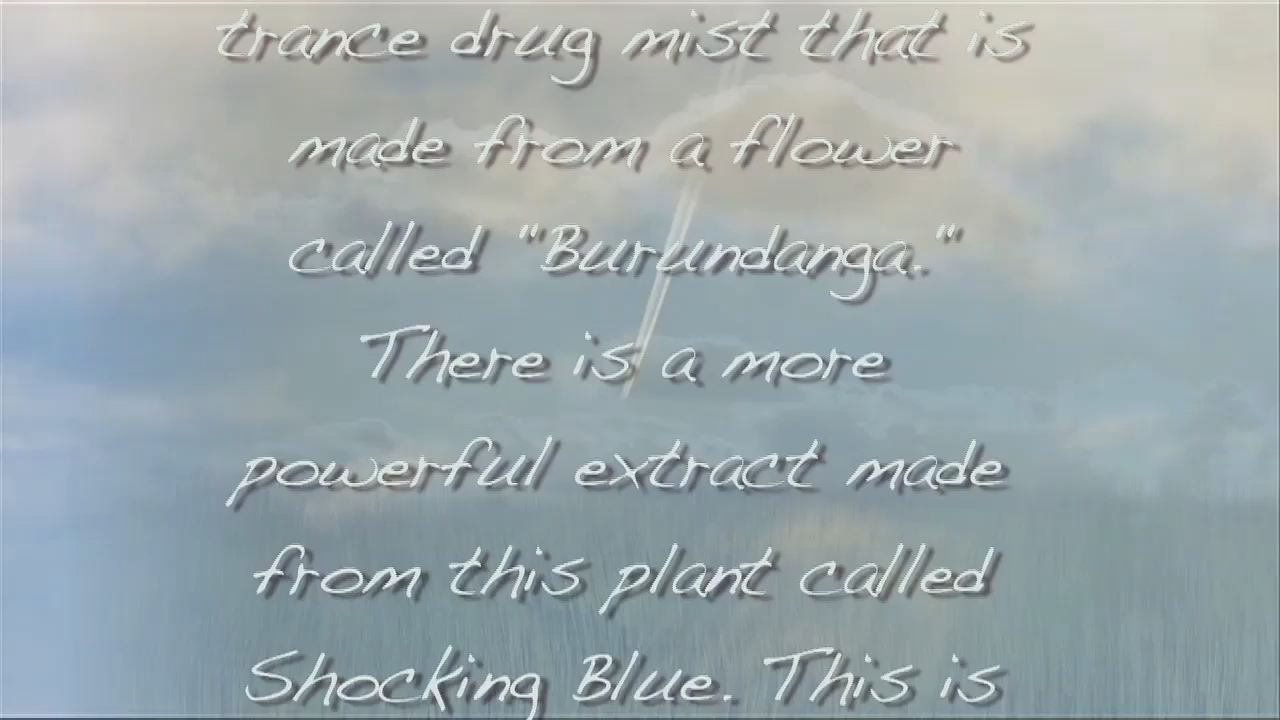 trance drug mist that is
made from a flower
called "Burundanga."
There is a more
powerful extract made
from this plant called
Shocking Blue. This is